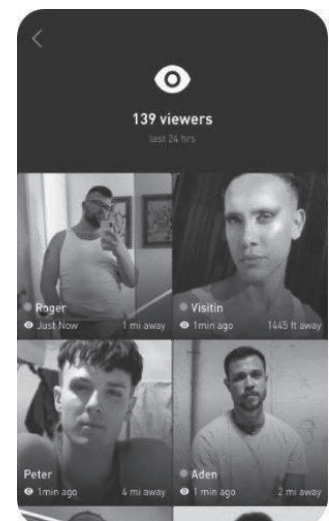 139 viewers
last 24 hrs
Roger
Just Now 1 mi away
Visitin
1min ago 1445 ft away
Peter
1min ago 4 mi away
Aden
1 min ago 2 mi away